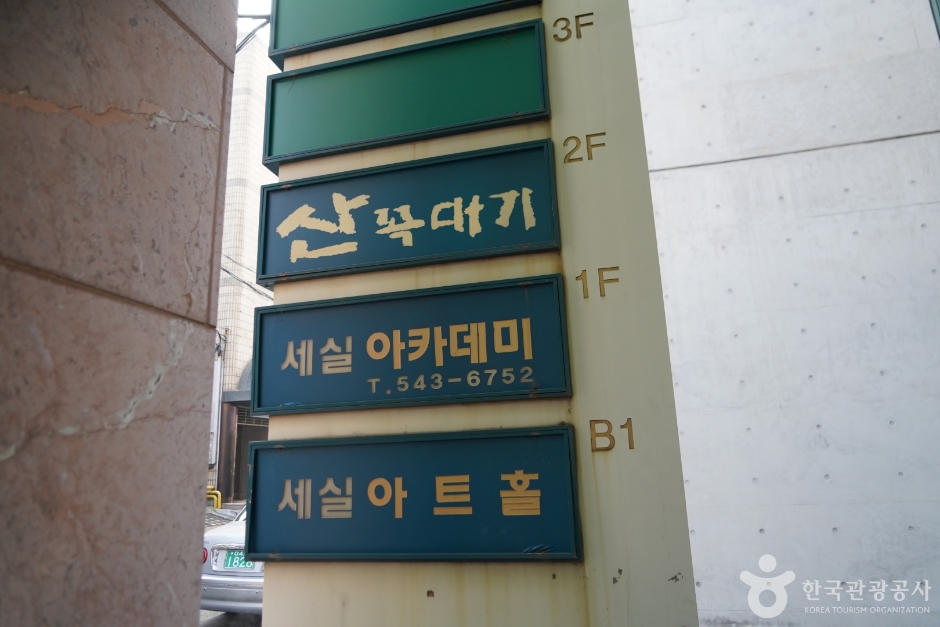 3F
2F
산꼭대기
1F
세실 아카데미
T. 543-6752
B1
세실 아트홀
1828
한국관광공사
KOREA TOURISM ORGANIZATION